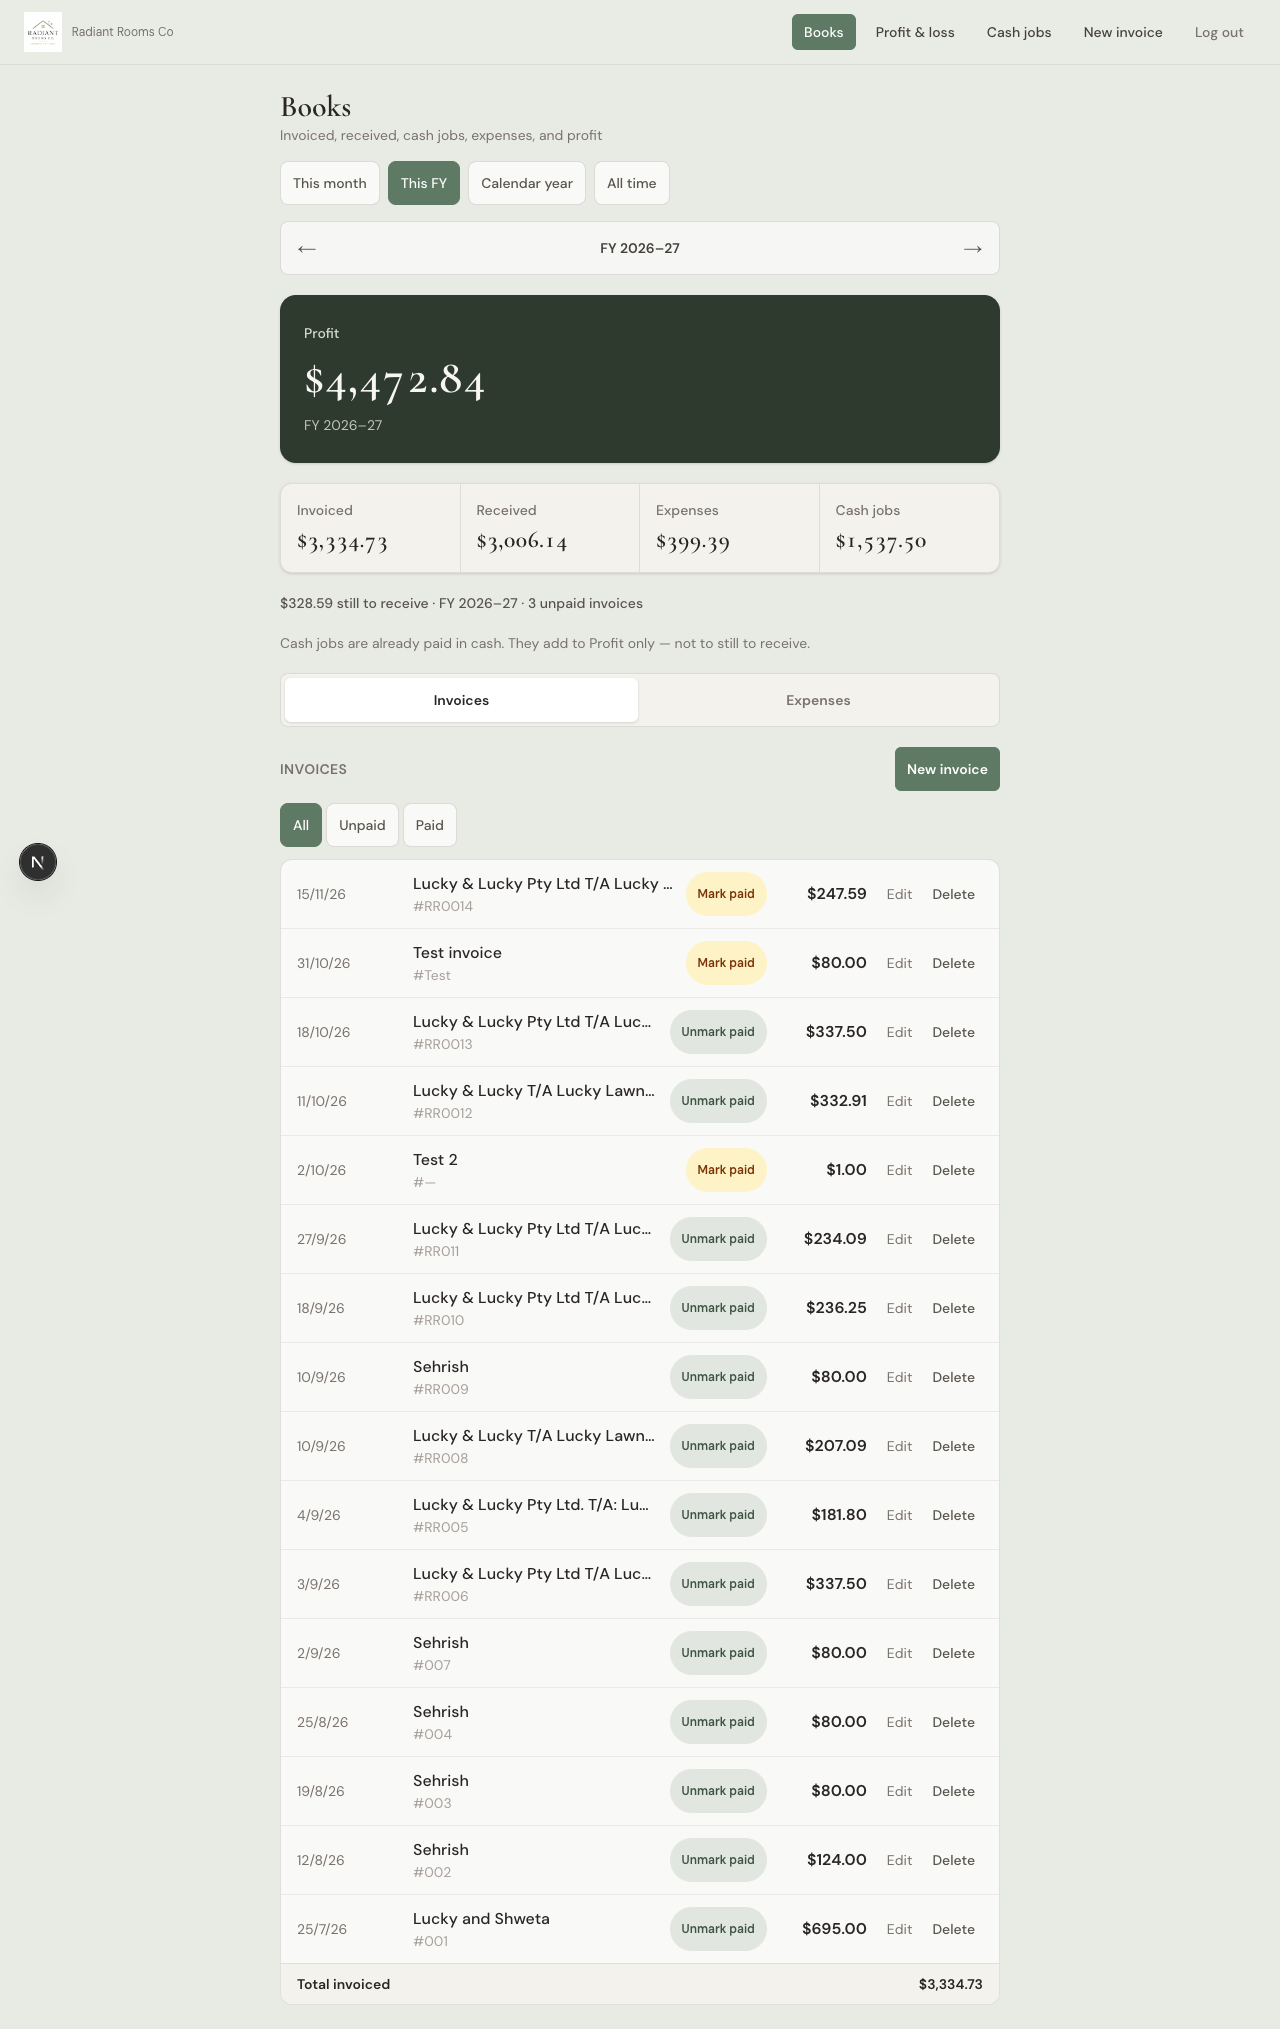 RADIANT
ROOMS CO
Radiant Rooms Co
Books
Profit & loss
Cash jobs
New invoice
Log out
Books
Invoiced, received, cash jobs, expenses, and profit
This month
This FY
Calendar year
All time
← FY 2026–27 →
Profit
$4,472.84
FY 2026–27
Invoiced
$3,334.73
Received
$3,006.14
Expenses
$399.39
Cash jobs
$1,537.50
$328.59 still to receive · FY 2026–27 · 3 unpaid invoices
Cash jobs are already paid in cash. They add to Profit only — not to still to receive.
Invoices
Expenses
INVOICES
New invoice
All
Unpaid
Paid
15/11/26 Lucky & Lucky Pty Ltd T/A Lucky ... Mark paid $247.59 Edit Delete
#RR0014
31/10/26 Test invoice Mark paid $80.00 Edit Delete
#Test
18/10/26 Lucky & Lucky Pty Ltd T/A Luc... Unmark paid $337.50 Edit Delete
#RR0013
11/10/26 Lucky & Lucky T/A Lucky Lawn... Unmark paid $332.91 Edit Delete
#RR0012
2/10/26 Test 2 Mark paid $1.00 Edit Delete
#—
27/9/26 Lucky & Lucky Pty Ltd T/A Luc... Unmark paid $234.09 Edit Delete
#RR011
18/9/26 Lucky & Lucky Pty Ltd T/A Luc... Unmark paid $236.25 Edit Delete
#RR010
10/9/26 Sehrish Unmark paid $80.00 Edit Delete
#RR009
10/9/26 Lucky & Lucky T/A Lucky Lawn... Unmark paid $207.09 Edit Delete
#RR008
4/9/26 Lucky & Lucky Pty Ltd. T/A: Lu... Unmark paid $181.80 Edit Delete
#RR005
3/9/26 Lucky & Lucky Pty Ltd T/A Luc... Unmark paid $337.50 Edit Delete
#RR006
2/9/26 Sehrish Unmark paid $80.00 Edit Delete
#007
25/8/26 Sehrish Unmark paid $80.00 Edit Delete
#004
19/8/26 Sehrish Unmark paid $80.00 Edit Delete
#003
12/8/26 Sehrish Unmark paid $124.00 Edit Delete
#002
25/7/26 Lucky and Shweta Unmark paid $695.00 Edit Delete
#001
Total invoiced $3,334.73